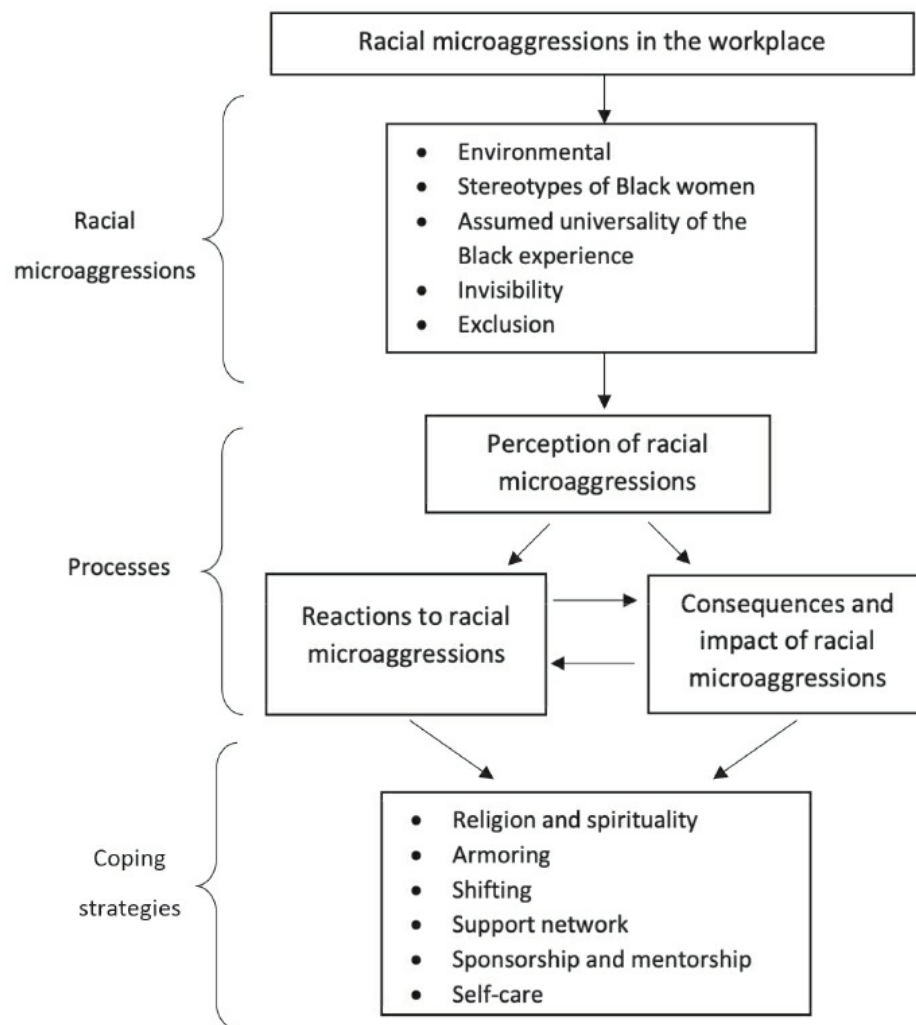 Racial microaggressions in the workplace
Racial
microaggressions
• Environmental
• Stereotypes of Black women
• Assumed universality of the
Black experience
• Invisibility
• Exclusion
Processes
Perception of racial
microaggressions
Reactions to racial
microaggressions
Consequences and
impact of racial
microaggressions
Coping
strategies
• Religion and spirituality
• Armoring
• Shifting
• Support network
• Sponsorship and mentorship
• Self-care